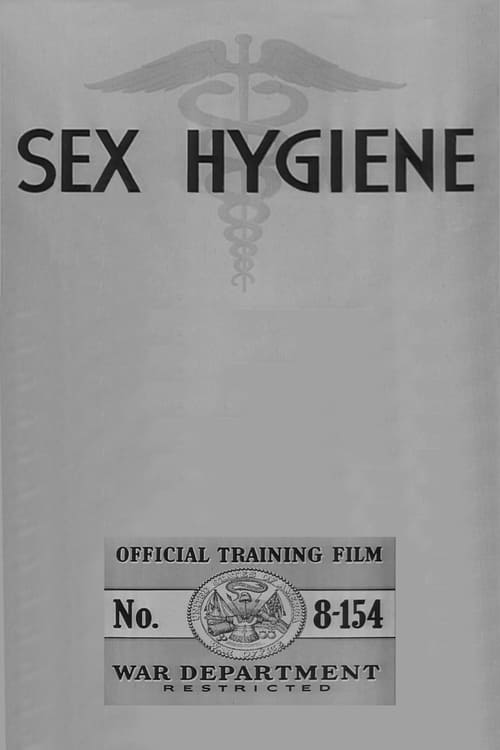 SEX HYGIENE
OFFICIAL TRAINING FILM
No. 8-154
WAR DEPARTMENT
RESTRICTED